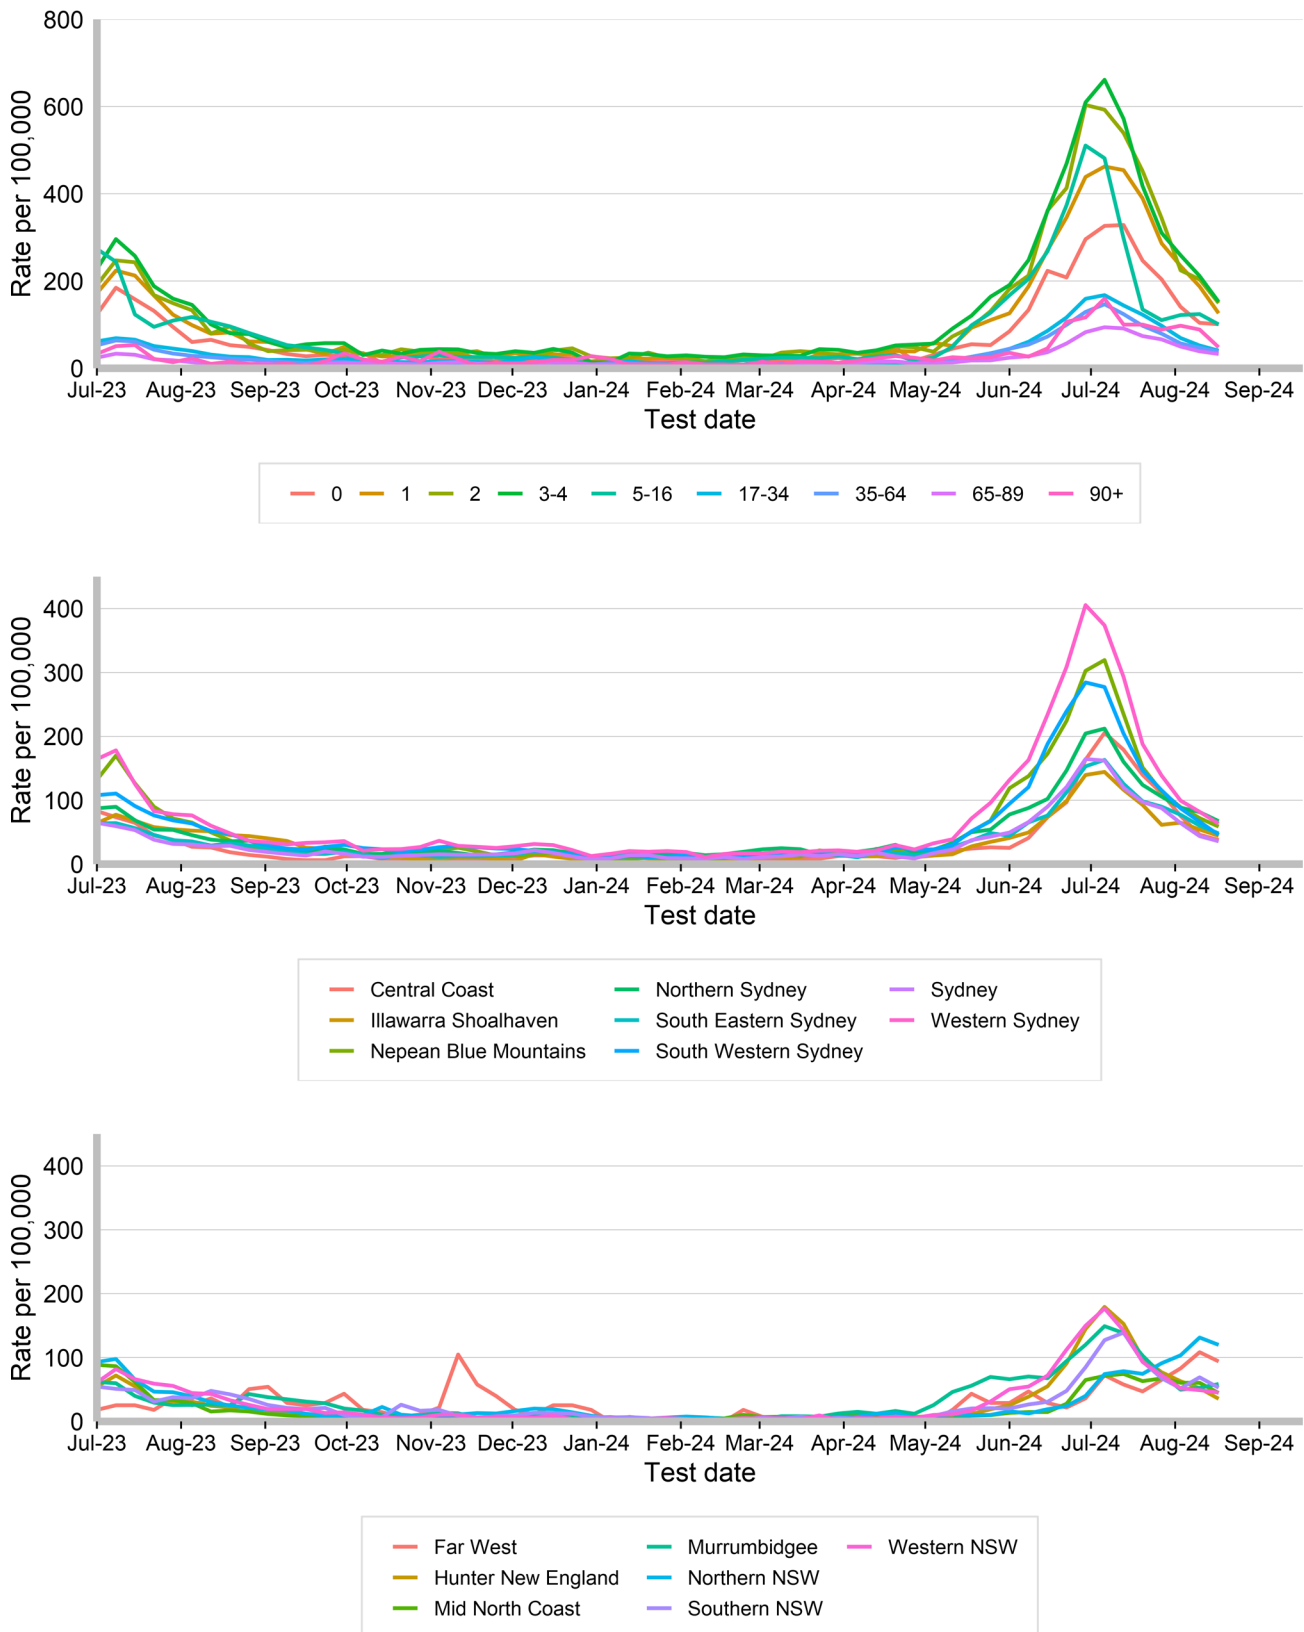 800
600
400
200
0
Rate per 100,000
Jul-23 Aug-23 Sep-23 Oct-23 Nov-23 Dec-23 Jan-24 Feb-24 Mar-24 Apr-24 May-24 Jun-24 Jul-24 Aug-24 Sep-24
Test date
0 1 2 3-4 5-16 17-34 35-64 65-89 90+
400
300
200
100
0
Rate per 100,000
Jul-23 Aug-23 Sep-23 Oct-23 Nov-23 Dec-23 Jan-24 Feb-24 Mar-24 Apr-24 May-24 Jun-24 Jul-24 Aug-24 Sep-24
Test date
Central Coast Northern Sydney Sydney
Illawarra Shoalhaven South Eastern Sydney Western Sydney
Nepean Blue Mountains South Western Sydney
400
300
200
100
0
Rate per 100,000
Jul-23 Aug-23 Sep-23 Oct-23 Nov-23 Dec-23 Jan-24 Feb-24 Mar-24 Apr-24 May-24 Jun-24 Jul-24 Aug-24 Sep-24
Test date
Far West Murrumbidgee Western NSW
Hunter New England Northern NSW
Mid North Coast Southern NSW